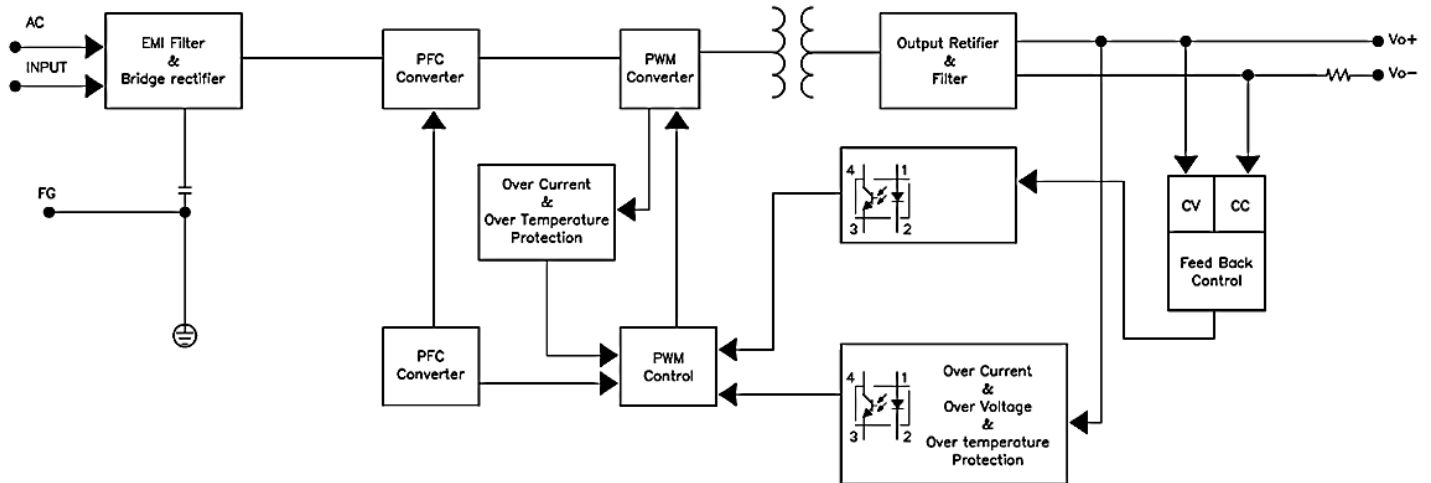 AC
INPUT
EMI Filter
&
Bridge rectifier
FG
PFC
Converter
PWM
Converter
Output Retifier
&
Filter
Vo+
Vo-
Over Current
&
Over Temperature
Protection
4 1
3 2
CV CC
Feed Back
Control
PFC
Converter
PWM
Control
4 1
3 2
Over Current
&
Over Voltage
&
Over temperature
Protection